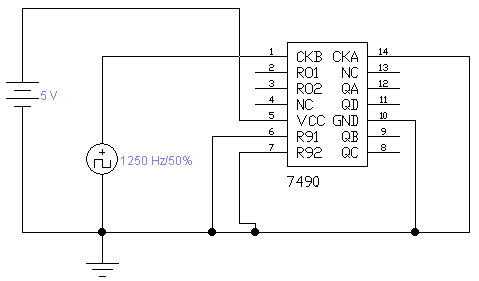 1 CKB CKA 14
2 R01 NC 13
3 R02 QA 12
4 NC QD 11
5 VCC GND 10
6 R91 QB 9
7 R92 QC 8
7490
5 V
+
1250 Hz/50%